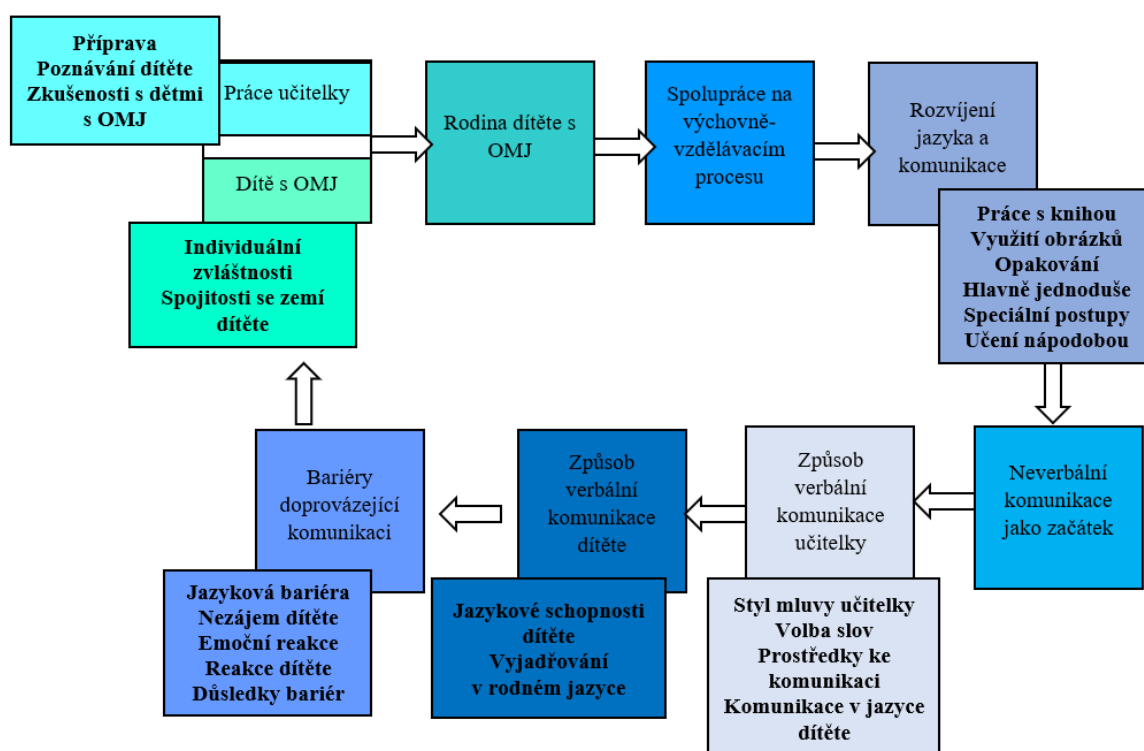 Příprava
Poznávání dítěte
Zkušenosti s dětmi
s OMJ
Práce učitelky
Dítě s OMJ
Individuální
zvláštnosti
Spojitosti se zemí
dítěte
Rodina dítěte s
OMJ
Spolupráce na
výchovně-
vzdělávacím
procesu
Rozvíjení
jazyka a
komunikace
Práce s knihou
Využití obrázků
Opakování
Hlavně jednoduše
Speciální postupy
Učení nápodobou
Neverbální
komunikace
jako začátek
Způsob
verbální
komunikace
učitelky
Styl mluvy učitelky
Volba slov
Prostředky ke
komunikaci
Komunikace v jazyce
dítěte
Způsob
verbální
komunikace
dítěte
Jazykové schopnosti
dítěte
Vyjadřování
v rodném jazyce
Bariéry
doprovázející
komunikaci
Jazyková bariéra
Nezájem dítěte
Emoční reakce
Reakce dítěte
Důsledky bariér